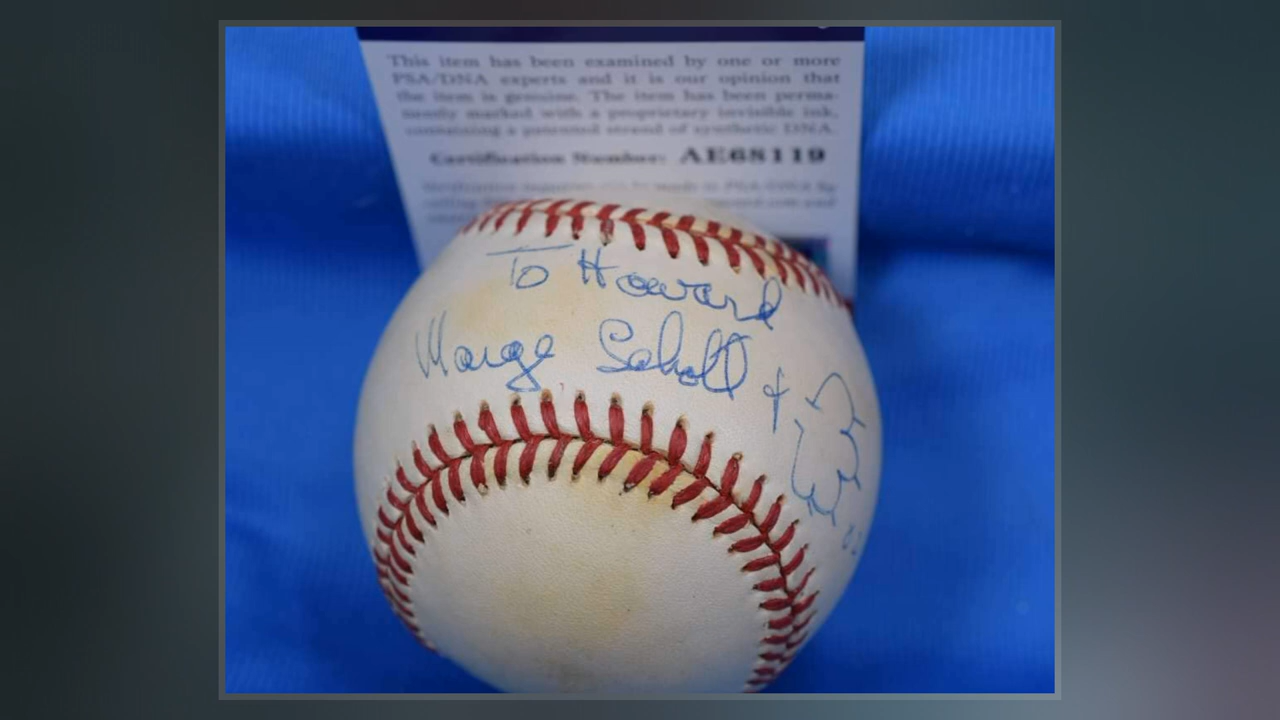 This item has been examined by one or more
PSA/DNA experts and it is our opinion that
the item is genuine. The item has been perma-
nently marked with a proprietary invisible ink,
containing a patented strand of synthetic DNA.
Certification Number: AE68119
To Howard
Marge Schott +